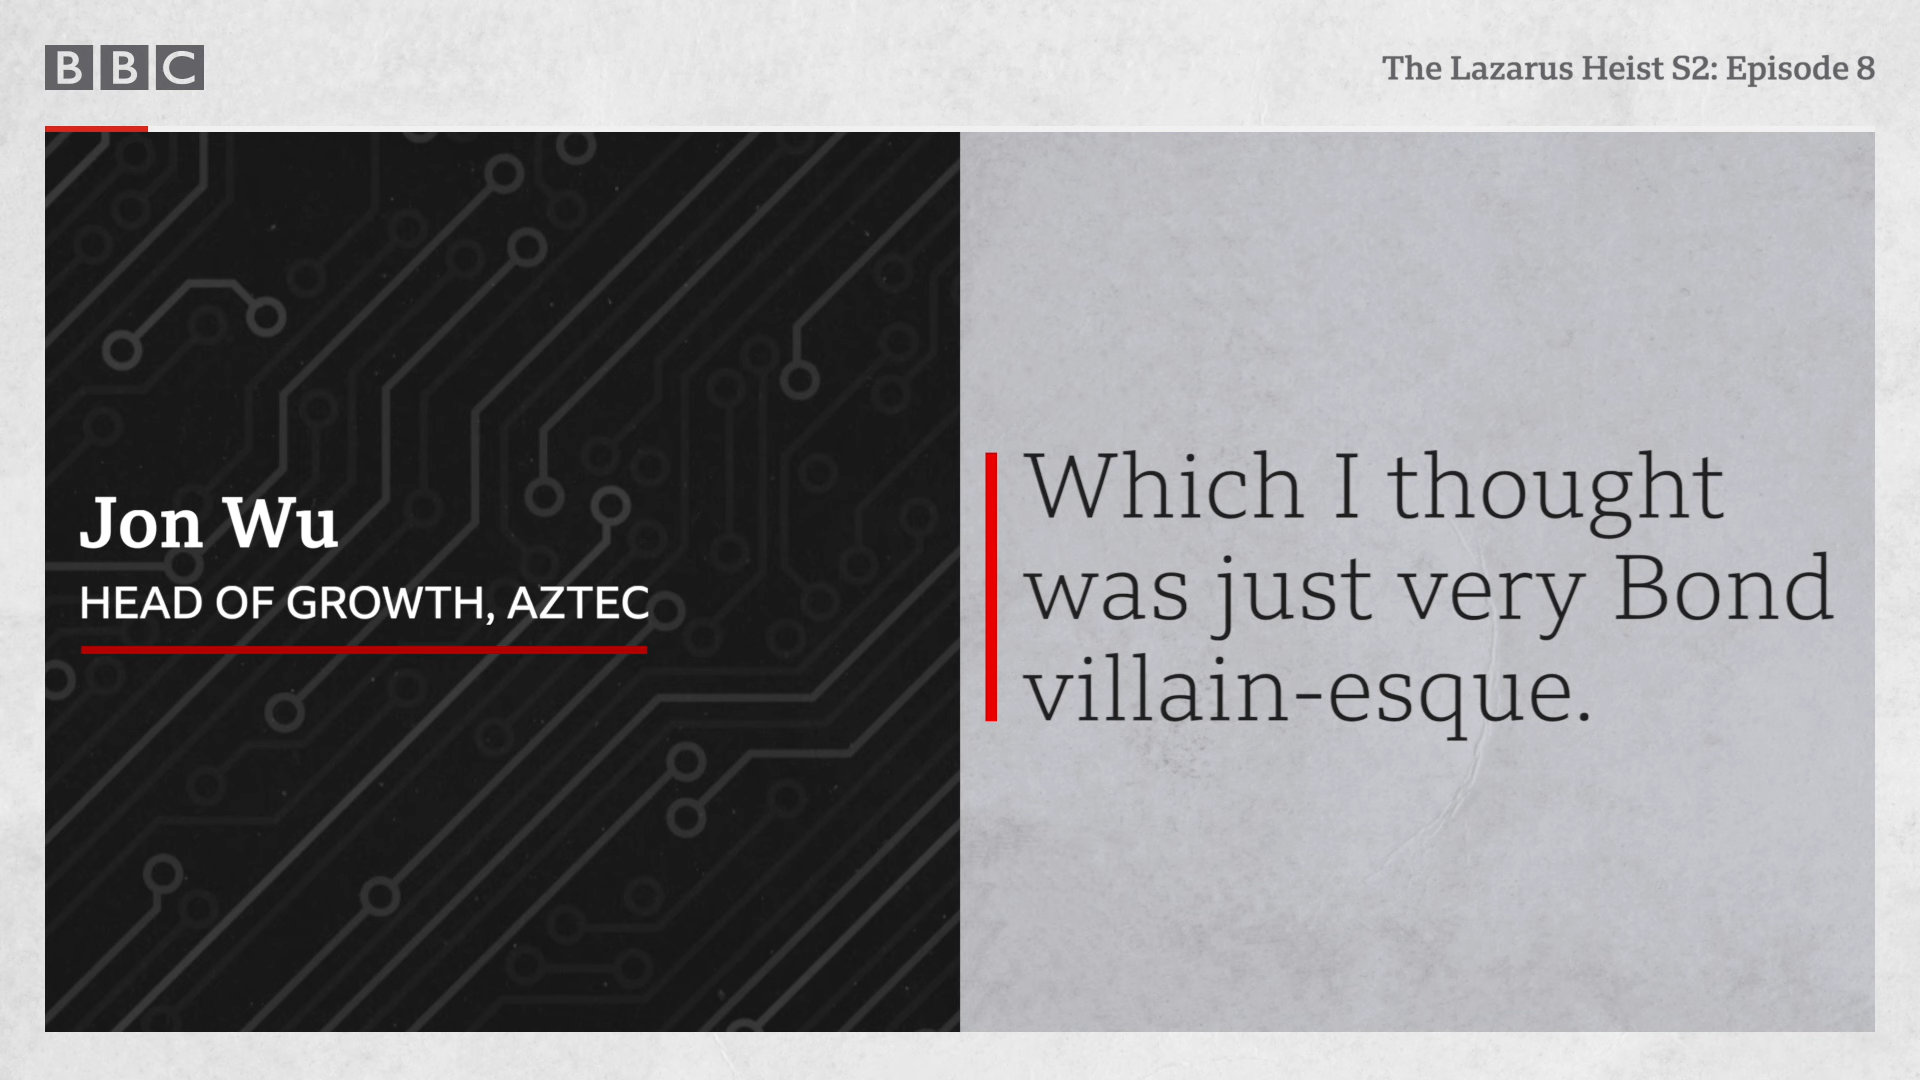 BBC
The Lazarus Heist S2: Episode 8
Jon Wu
HEAD OF GROWTH, AZTEC
Which I thought
was just very Bond
villain-esque.